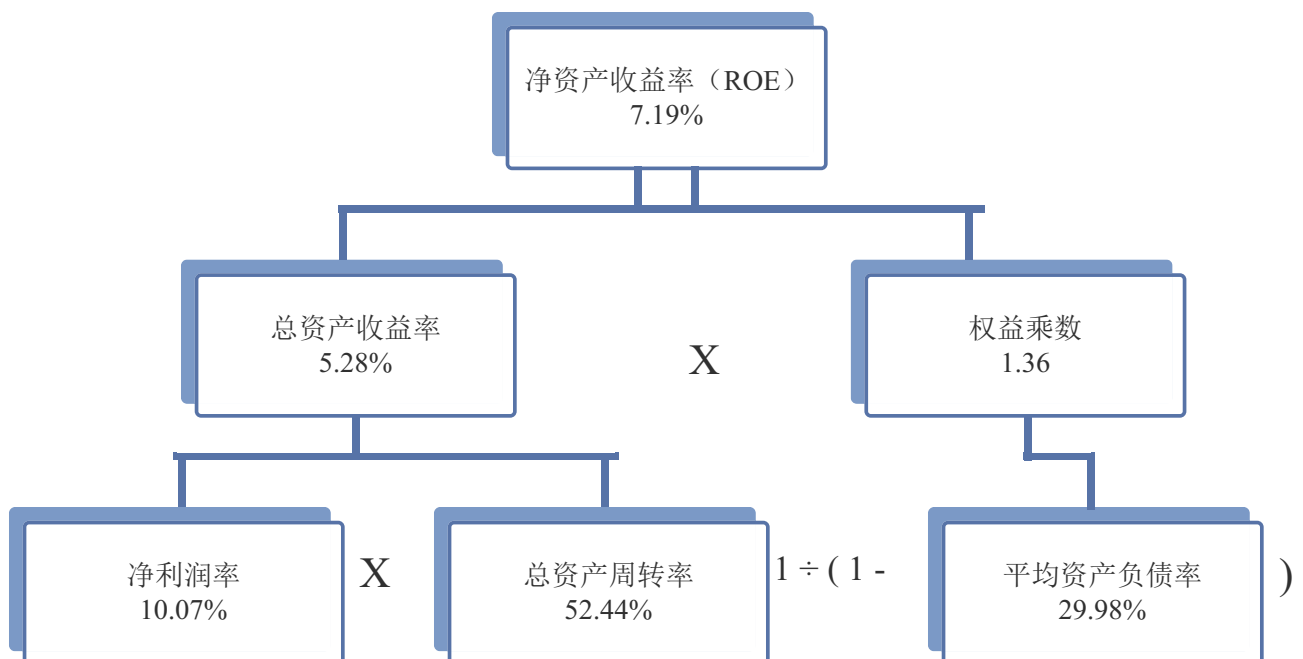 净资产收益率（ROE）
7.19%
总资产收益率
5.28%
X
权益乘数
1.36
净利润率
10.07%
X
总资产周转率
52.44%
1 ÷ ( 1 -
平均资产负债率
29.98%
)